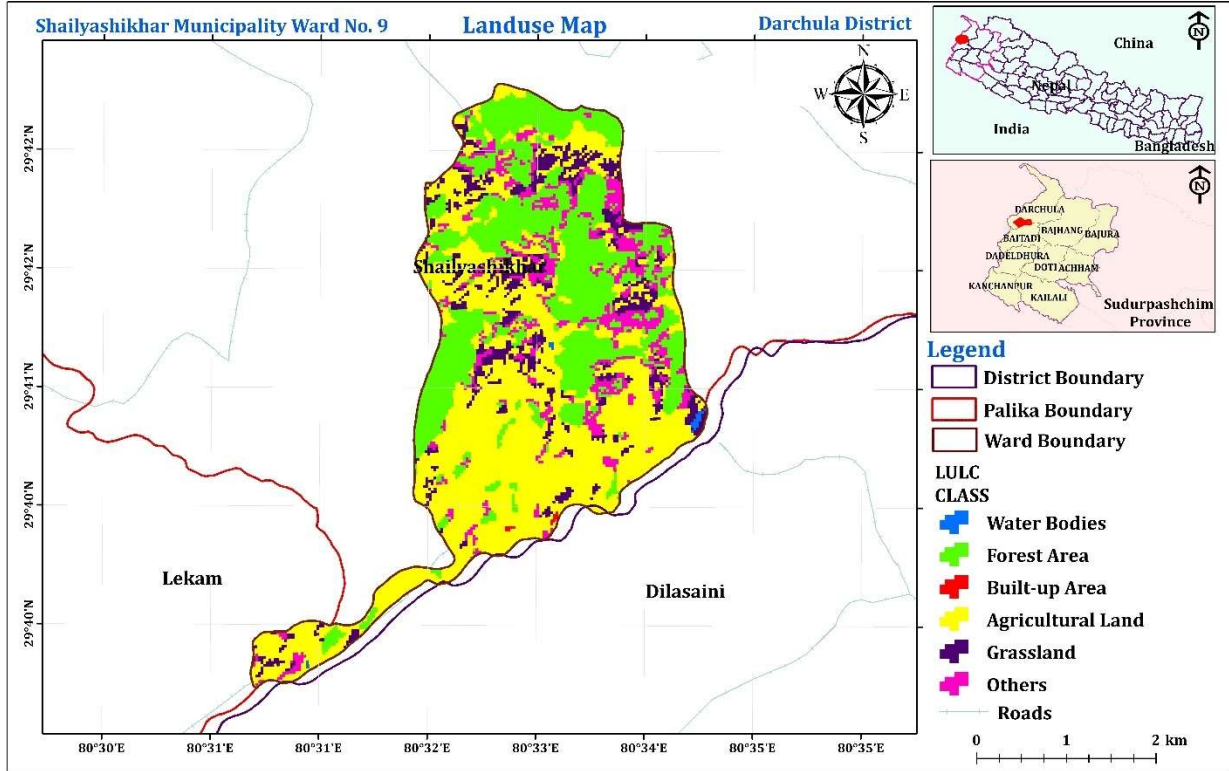 Shailyashikhar Municipality Ward No. 9
Landuse Map
Darchula District
N
W E
S
29°42'N
29°42'N
29°41'N
29°40'N
29°40'N
80°30'E
80°31'E
80°31'E
80°32'E
80°33'E
80°34'E
80°35'E
80°35'E
Shailyashikhar
Lekam
Dilasaini
China
N
Nepal
India
Bangladesh
N
DARCHULA
BAJHANG
BAJURA
BAITADI
DADELDHURA
DOTI
ACHHAM
KANCHANPUR
KAILALI
Sudurpashchim
Province
Legend
District Boundary
Palika Boundary
Ward Boundary
LULC
CLASS
Water Bodies
Forest Area
Built-up Area
Agricultural Land
Grassland
Others
Roads
0 1 2 km